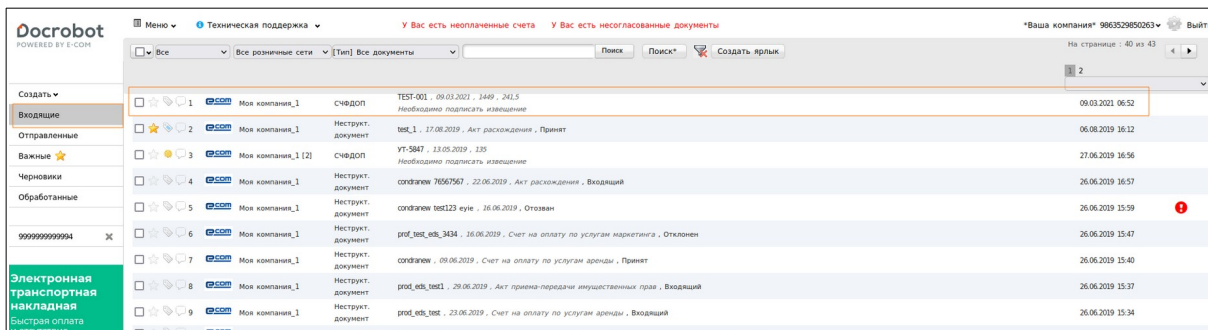 Docrobot
POWERED BY E-COM
Меню
Техническая поддержка
У Вас есть неоплаченные счета У Вас есть несогласованные документы
*Ваша компания* 9863529850263
Выйт
Все
Все розничные сети
[Тип] Все документы
Поиск
Поиск*
Создать ярлык
На странице : 40 из 43
1 2
Создать
Входящие
Отправленные
Важные
Черновики
Обработанные
9999999999994
Электронная
транспортная
накладная
Быстрая оплата
1 e-com Моя компания_1 СЧФДОП TEST-001 , 09.03.2021 , 1449 , 241,5 09.03.2021 06:52
Необходимо подписать извещение
2 e-com Моя компания_1 Неструкт. документ test_1 , 17.08.2019 , Акт расхождения , Принят 06.08.2019 16:12
3 e-com Моя компания_1 [2] СЧФДОП УТ-5847 , 13.05.2019 , 135 27.06.2019 16:56
Необходимо подписать извещение
4 e-com Моя компания_1 Неструкт. документ condranew 76567567 , 22.06.2019 , Акт расхождения , Входящий 26.06.2019 16:57
5 e-com Моя компания_1 Неструкт. документ condranew test123 eyie , 16.06.2019 , Отозван 26.06.2019 15:59
6 e-com Моя компания_1 Неструкт. документ prof_test_eds_3434 , 16.06.2019 , Счет на оплату по услугам маркетинга , Отклонен 26.06.2019 15:47
7 e-com Моя компания_1 Неструкт. документ condranew , 09.06.2019 , Счет на оплату по услугам аренды , Принят 26.06.2019 15:40
8 e-com Моя компания_1 Неструкт. документ prod_eds_test1 , 29.06.2019 , Акт приема-передачи имущественных прав , Входящий 26.06.2019 15:37
9 e-com Моя компания_1 Неструкт. документ prod_eds_test , 23.06.2019 , Счет на оплату по услугам аренды , Входящий 26.06.2019 15:34